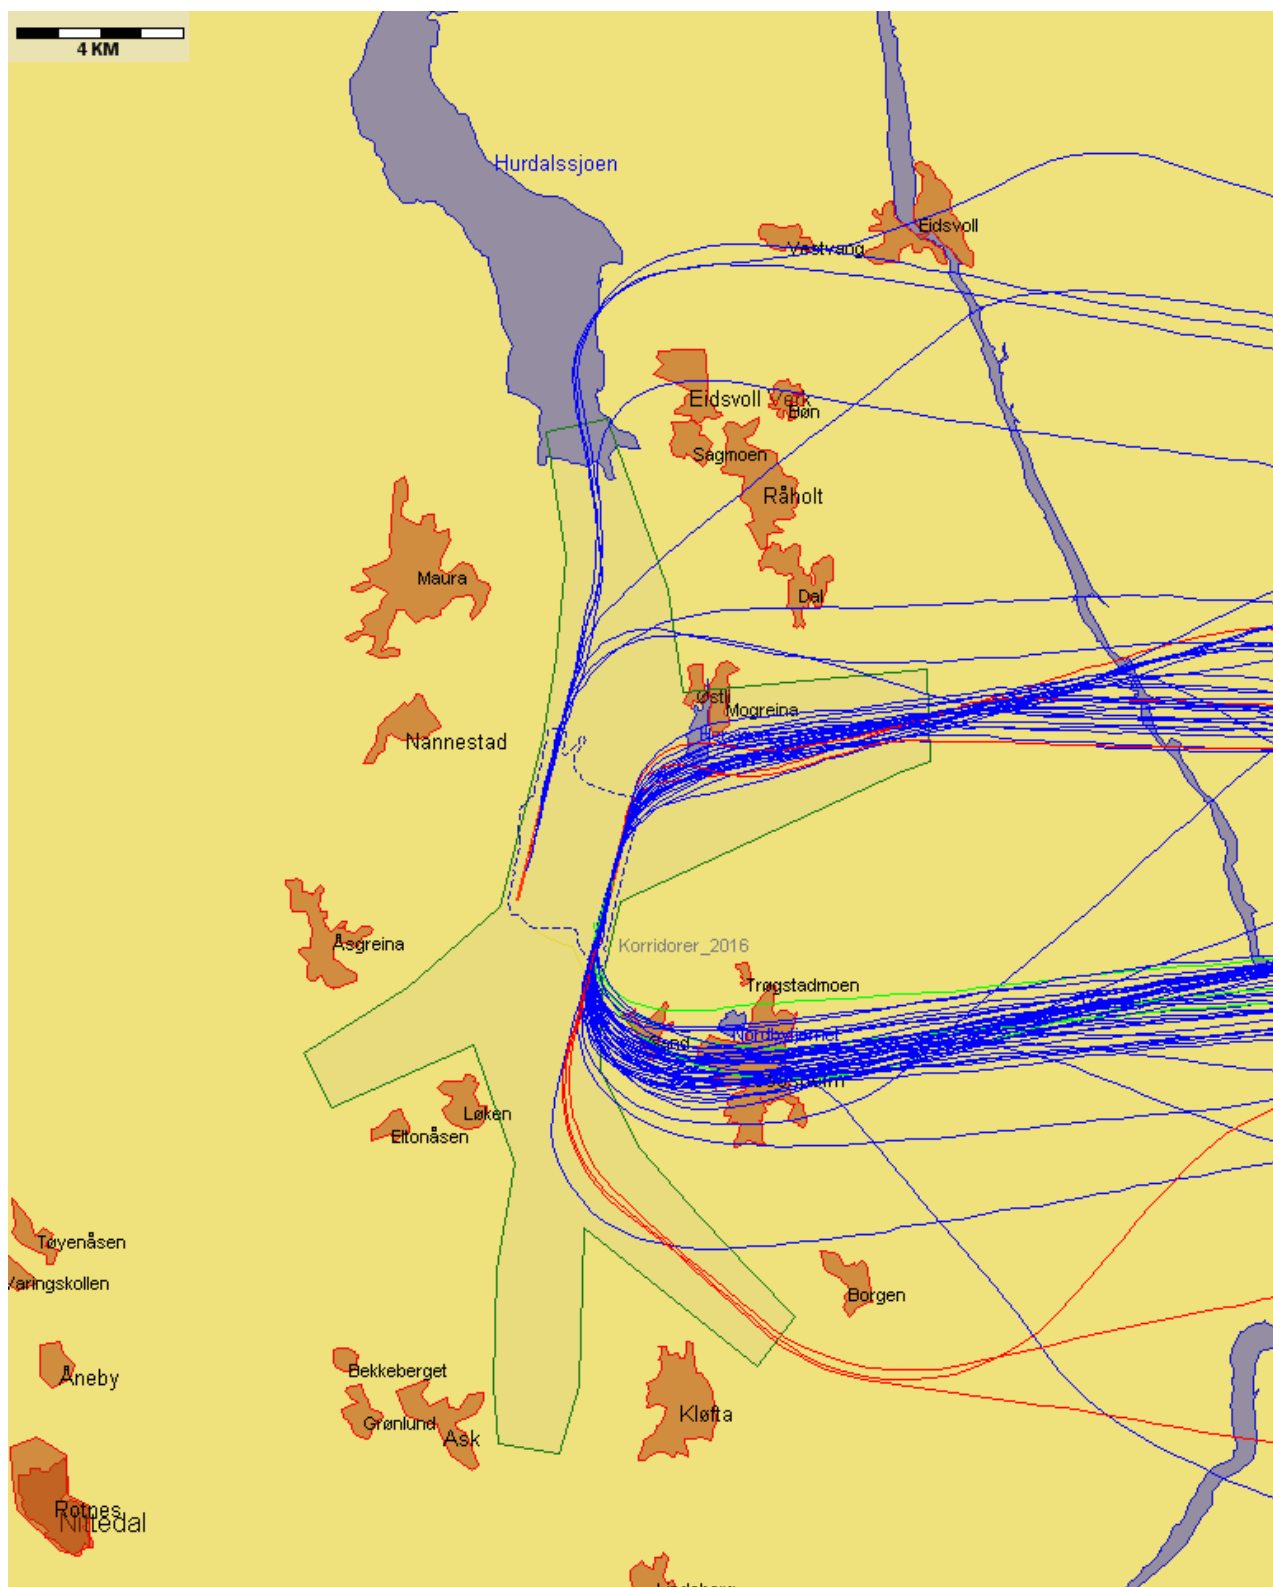 4 KM
Hurdalssjoen
Eidsvoll
Vestvang
Eidsvoll Verk
Bøn
Sagmoen
Råholt
Maura
Dal
Østli
Mogreina
Nannestad
Åsgreina
Korridorer_2016
Trøgstadmoen
Nordbytjernet
Løken
Eltonåsen
Tøyenåsen
Varingskollen
Borgen
Bekkeberget
Åneby
Kløfta
Grønlund
Ask
Rotnes
Nittedal